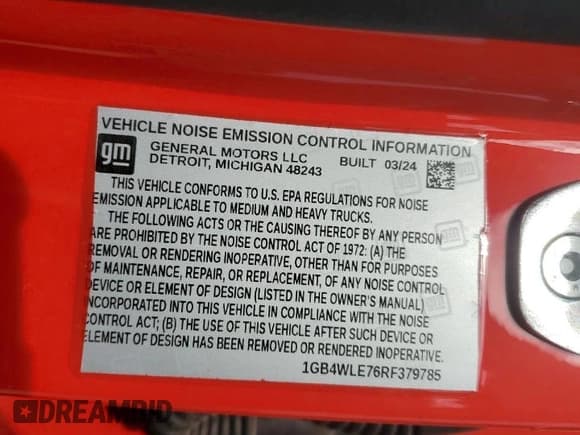 VEHICLE NOISE EMISSION CONTROL INFORMATION
gm
GENERAL MOTORS LLC BUILT 03/24
DETROIT, MICHIGAN 48243
THIS VEHICLE CONFORMS TO U.S. EPA REGULATIONS FOR NOISE
EMISSION APPLICABLE TO MEDIUM AND HEAVY TRUCKS.
THE FOLLOWING ACTS OR THE CAUSING THEREOF BY ANY PERSON
ARE PROHIBITED BY THE NOISE CONTROL ACT OF 1972: (A) THE
REMOVAL OR RENDERING INOPERATIVE, OTHER THAN FOR PURPOSES
OF MAINTENANCE, REPAIR, OR REPLACEMENT, OF ANY NOISE CONTROL
DEVICE OR ELEMENT OF DESIGN (LISTED IN THE OWNER'S MANUAL)
INCORPORATED INTO THIS VEHICLE IN COMPLIANCE WITH THE NOISE
CONTROL ACT; (B) THE USE OF THIS VEHICLE AFTER SUCH DEVICE OR
ELEMENT OF DESIGN HAS BEEN REMOVED OR RENDERED INOPERATIVE.
1GB4WLE76RF379785
DREAMBID